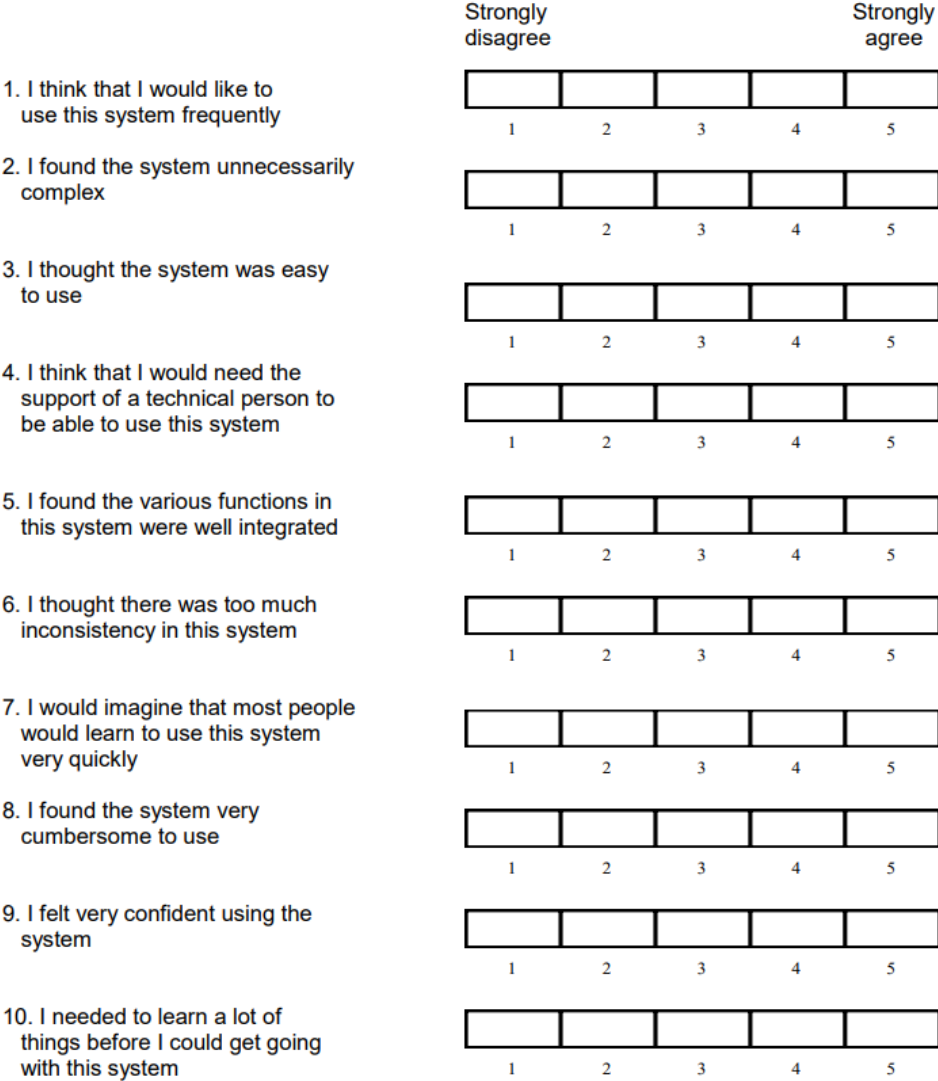 Strongly disagree
Strongly agree
1. I think that I would like to
use this system frequently
1 2 3 4 5
2. I found the system unnecessarily
complex
1 2 3 4 5
3. I thought the system was easy
to use
1 2 3 4 5
4. I think that I would need the
support of a technical person to
be able to use this system
1 2 3 4 5
5. I found the various functions in
this system were well integrated
1 2 3 4 5
6. I thought there was too much
inconsistency in this system
1 2 3 4 5
7. I would imagine that most people
would learn to use this system
very quickly
1 2 3 4 5
8. I found the system very
cumbersome to use
1 2 3 4 5
9. I felt very confident using the
system
1 2 3 4 5
10. I needed to learn a lot of
things before I could get going
with this system
1 2 3 4 5